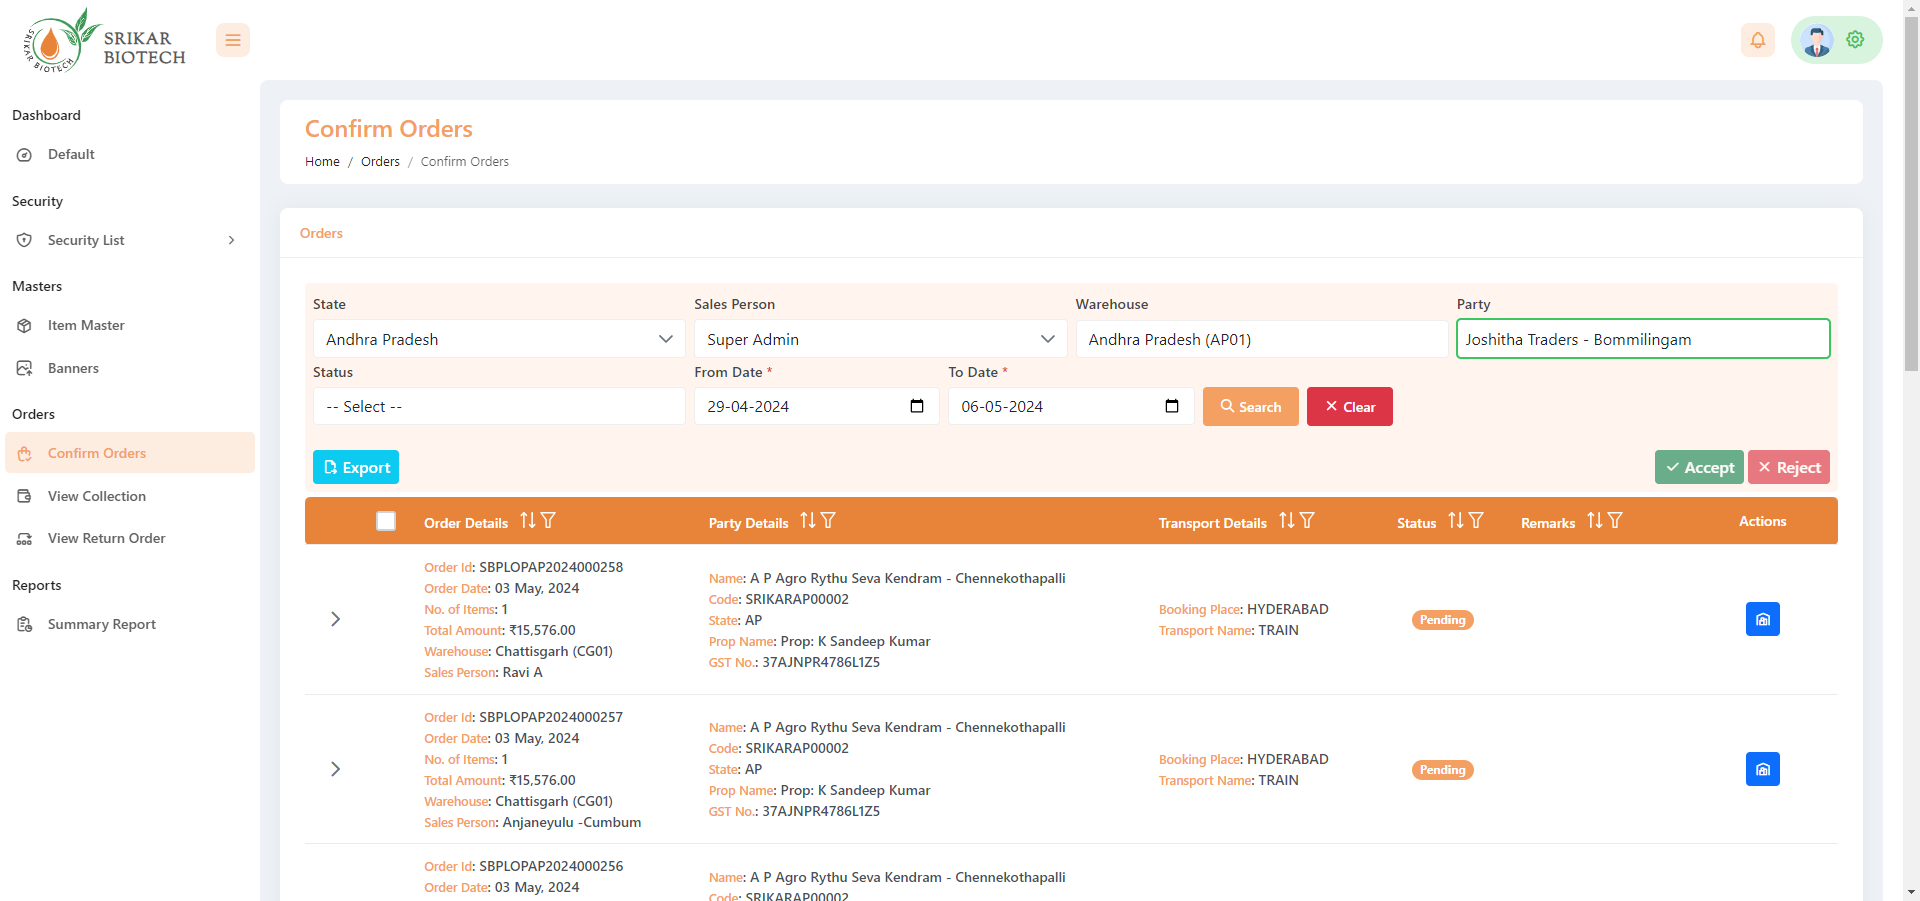 SRIKAR BIOTECH
SRIKAR
BIOTECH
Dashboard
Default
Security
Security List
Masters
Item Master
Banners
Orders
Confirm Orders
View Collection
View Return Order
Reports
Summary Report
Confirm Orders
Home / Orders / Confirm Orders
Orders
State Sales Person Warehouse Party
Andhra Pradesh Super Admin Andhra Pradesh (AP01) Joshitha Traders - Bommilingam
Status From Date * To Date *
-- Select -- 29-04-2024 06-05-2024 Search Clear
Export Accept Reject
Order Details Party Details Transport Details Status Remarks Actions
Order Id: SBPLOPAP2024000258
Order Date: 03 May, 2024
No. of Items: 1
Total Amount: ₹15,576.00
Warehouse: Chattisgarh (CG01)
Sales Person: Ravi A
Name: A P Agro Rythu Seva Kendram - Chennekothapalli
Code: SRIKARAP00002
State: AP
Prop Name: Prop: K Sandeep Kumar
GST No.: 37AJNPR4786L1Z5
Booking Place: HYDERABAD
Transport Name: TRAIN
Pending
Order Id: SBPLOPAP2024000257
Order Date: 03 May, 2024
No. of Items: 1
Total Amount: ₹15,576.00
Warehouse: Chattisgarh (CG01)
Sales Person: Anjaneyulu -Cumbum
Name: A P Agro Rythu Seva Kendram - Chennekothapalli
Code: SRIKARAP00002
State: AP
Prop Name: Prop: K Sandeep Kumar
GST No.: 37AJNPR4786L1Z5
Booking Place: HYDERABAD
Transport Name: TRAIN
Pending
Order Id: SBPLOPAP2024000256
Order Date: 03 May, 2024
Name: A P Agro Rythu Seva Kendram - Chennekothapalli
Code: SRIKARAP00002